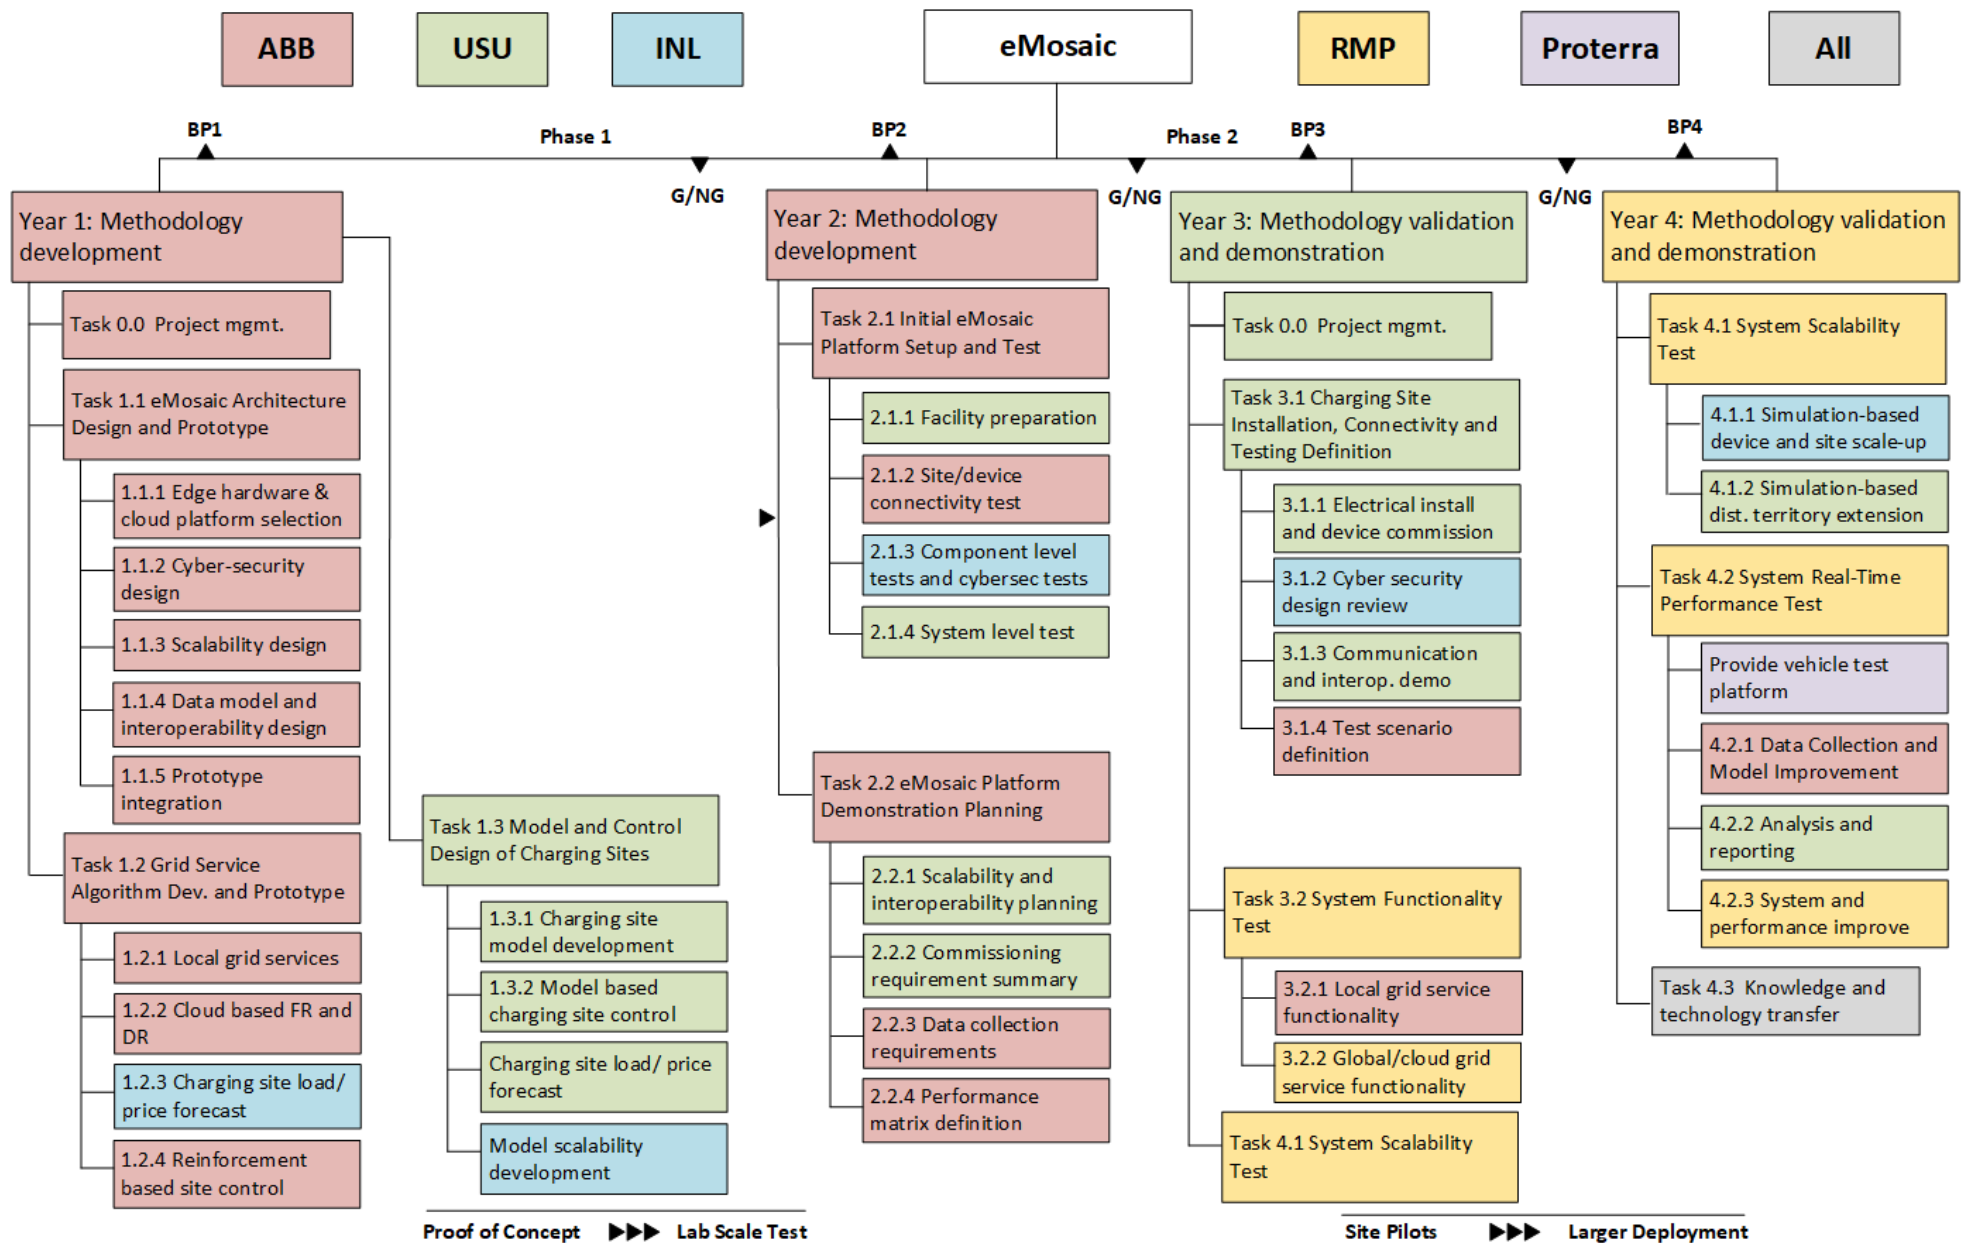 ABB
USU
INL
eMosaic
RMP
Proterra
All
BP1
Phase 1
BP2
Phase 2
BP3
BP4
G/NG
G/NG
G/NG
Year 1: Methodology
development
Task 0.0  Project mgmt.
Task 1.1 eMosaic Architecture
Design and Prototype
1.1.1 Edge hardware &
cloud platform selection
1.1.2 Cyber-security
design
1.1.3 Scalability design
1.1.4 Data model and
interoperability design
1.1.5 Prototype
integration
Task 1.2 Grid Service
Algorithm Dev. and Prototype
1.2.1 Local grid services
1.2.2 Cloud based FR and
DR
1.2.3 Charging site load/
price forecast
1.2.4 Reinforcement
based site control
Task 1.3 Model and Control
Design of Charging Sites
1.3.1 Charging site
model development
1.3.2 Model based
charging site control
Charging site load/ price
forecast
Model scalability
development
Year 2: Methodology
development
Task 2.1 Initial eMosaic
Platform Setup and Test
2.1.1 Facility preparation
2.1.2 Site/device
connectivity test
2.1.3 Component level
tests and cybersec tests
2.1.4 System level test
Task 2.2 eMosaic Platform
Demonstration Planning
2.2.1 Scalability and
interoperability planning
2.2.2 Commissioning
requirement summary
2.2.3 Data collection
requirements
2.2.4 Performance
matrix definition
Year 3: Methodology validation
and demonstration
Task 0.0  Project mgmt.
Task 3.1 Charging Site
Installation, Connectivity and
Testing Definition
3.1.1 Electrical install
and device commission
3.1.2 Cyber security
design review
3.1.3 Communication
and interop. demo
3.1.4 Test scenario
definition
Task 3.2 System Functionality
Test
3.2.1 Local grid service
functionality
3.2.2 Global/cloud grid
service functionality
Task 4.1 System Scalability
Test
Year 4: Methodology validation
and demonstration
Task 4.1 System Scalability
Test
4.1.1 Simulation-based
device and site scale-up
4.1.2 Simulation-based
dist. territory extension
Task 4.2 System Real-Time
Performance Test
Provide vehicle test
platform
4.2.1 Data Collection and
Model Improvement
4.2.2 Analysis and
reporting
4.2.3 System and
performance improve
Task 4.3  Knowledge and
technology transfer
Proof of Concept
Lab Scale Test
Site Pilots
Larger Deployment